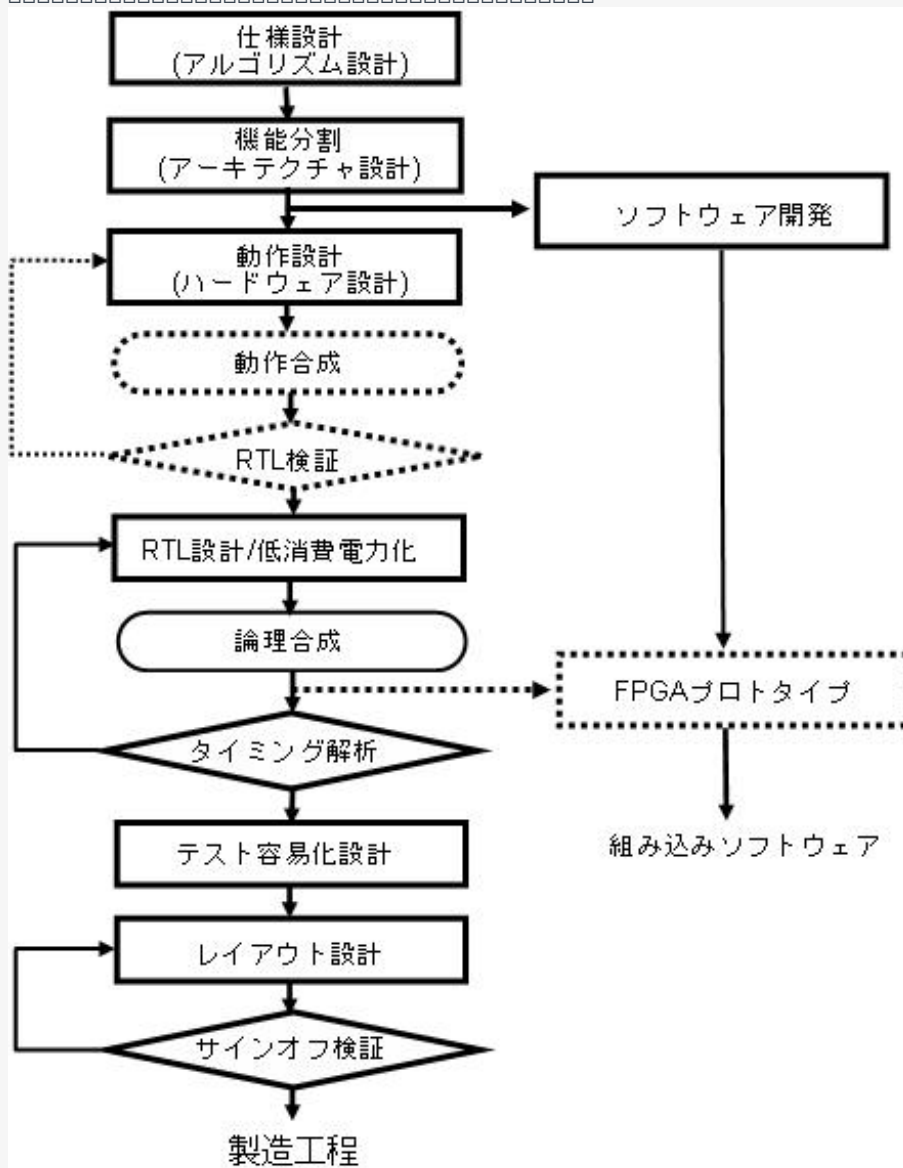 仕様設計
(アルゴリズム設計)
機能分割
(アーキテクチャ設計)
ソフトウェア開発
動作設計
(ハードウェア設計)
動作合成
RTL検証
RTL設計/低消費電力化
論理合成
FPGAプロトタイプ
タイミング解析
テスト容易化設計
組み込みソフトウェア
レイアウト設計
サインオフ検証
製造工程